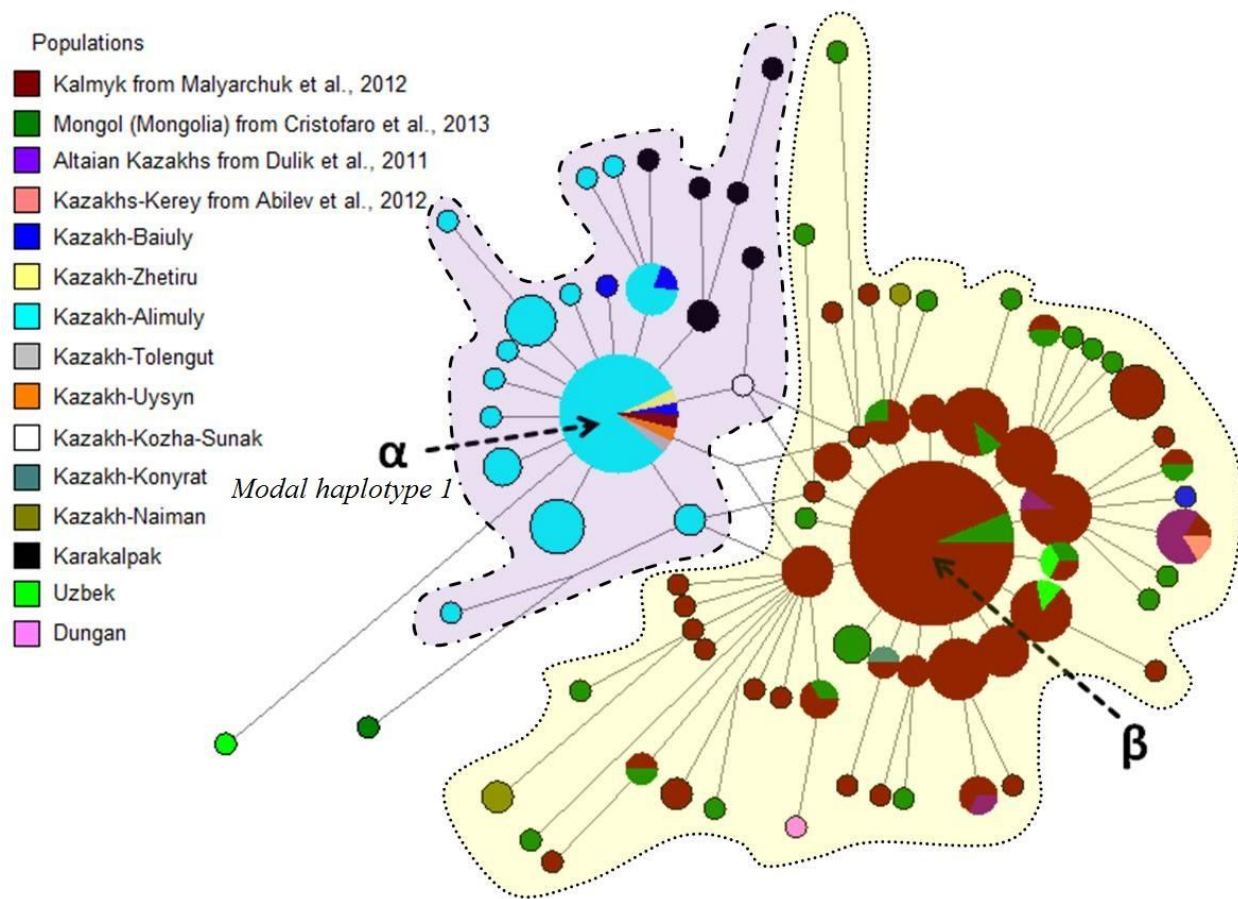 Populations
Kalmyk from Malyarchuk et al., 2012
Mongol (Mongolia) from Cristofaro et al., 2013
Altaian Kazakhs from Dulik et al., 2011
Kazakhs-Kerey from Abilev et al., 2012
Kazakh-Baiuly
Kazakh-Zhetiru
Kazakh-Alimuly
Kazakh-Tolengut
Kazakh-Uysyn
Kazakh-Kozha-Sunak
Kazakh-Konyrat
Kazakh-Naiman
Karakalpak
Uzbek
Dungan
α
Modal haplotype 1
β